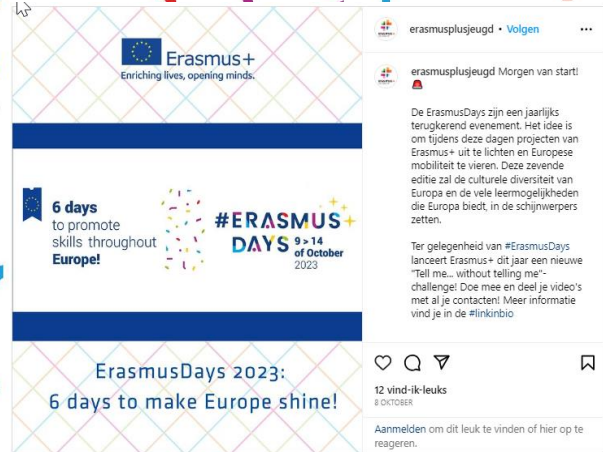 Erasmus+
Enriching lives, opening minds.
6 days
to promote
skills throughout
Europe!
#ERASMUS+
DAYS 9 > 14
of October
2023
ErasmusDays 2023:
6 days to make Europe shine!
erasmusplusjeugd • Volgen
erasmusplusjeugd Morgen van start!
De ErasmusDays zijn een jaarlijks
terugkerend evenement. Het idee is
om tijdens deze dagen projecten van
Erasmus+ uit te lichten en Europese
mobiliteit te vieren. Deze zevende
editie zal de culturele diversiteit van
Europa en de vele leermogelijkheden
die Europa biedt, in de schijnwerpers
zetten.
Ter gelegenheid van #ErasmusDays
lanceert Erasmus+ dit jaar een nieuwe
"Tell me... without telling me"-
challenge! Doe mee en deel je video's
met al je contacten! Meer informatie
vind je in de #linkinbio
12 vind-ik-leuks
8 OKTOBER
Aanmelden om dit leuk te vinden of hier op te
reageren.